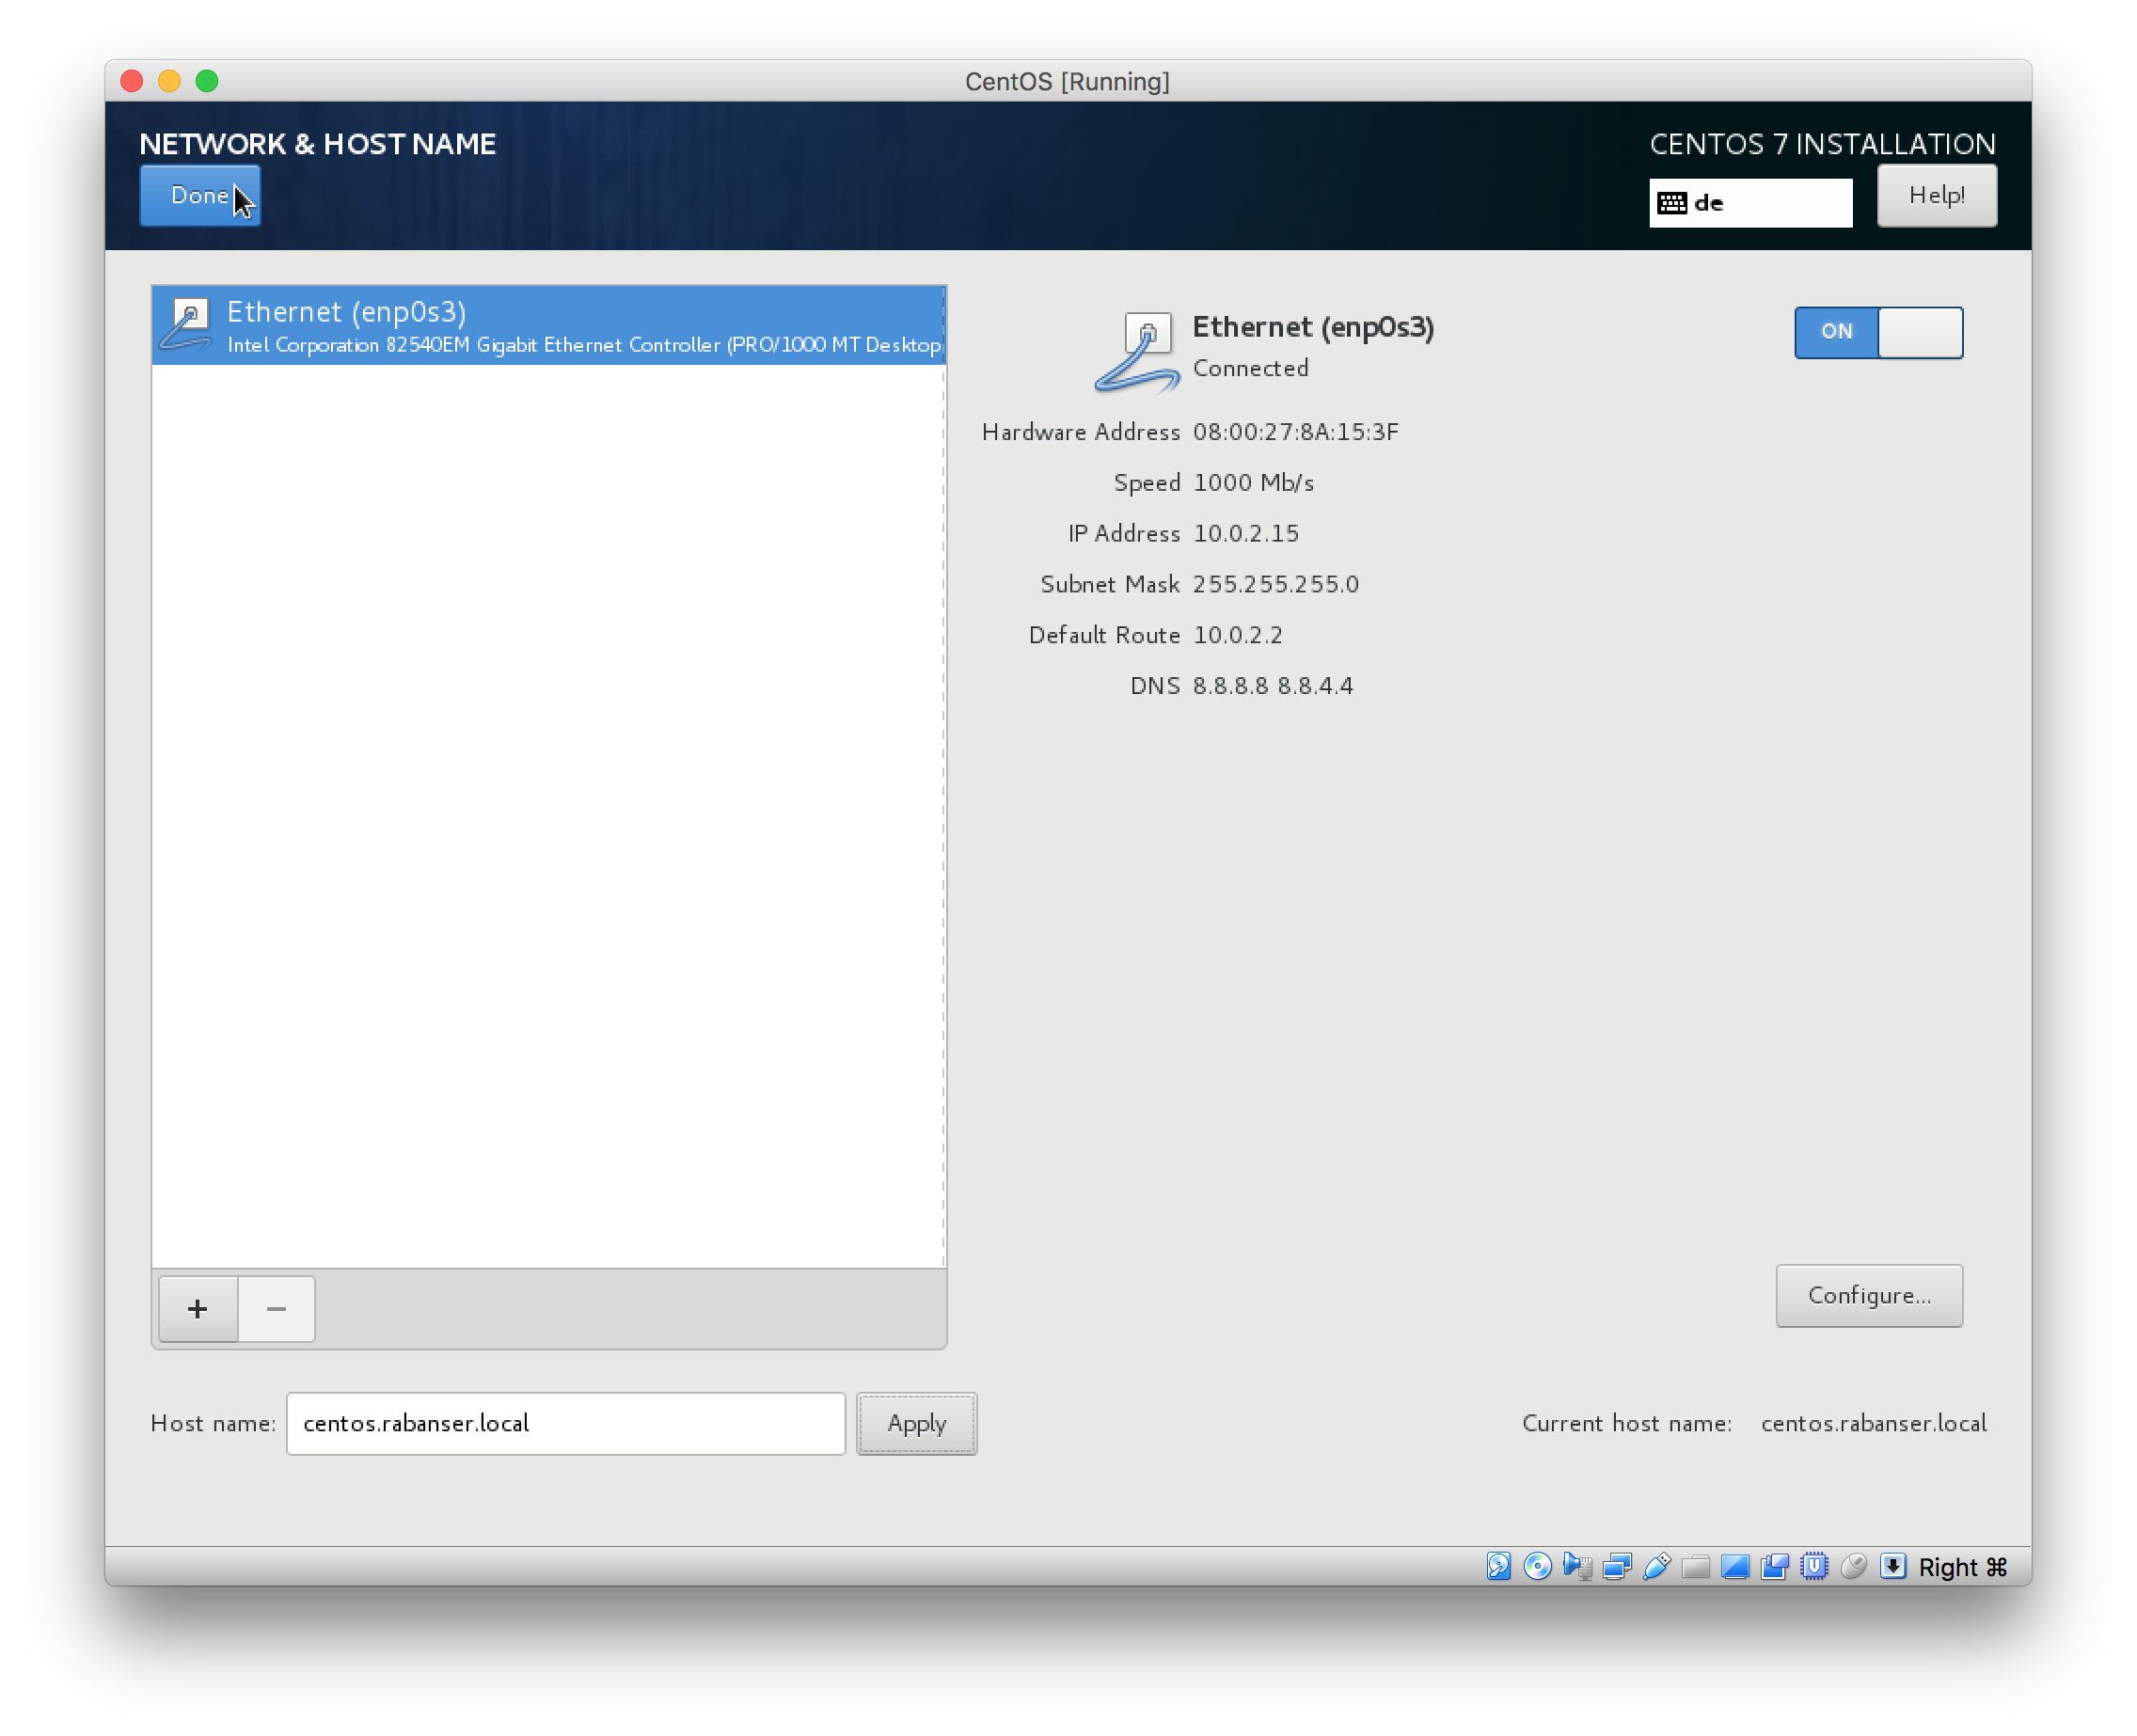 CentOS [Running]
NETWORK & HOST NAME
CENTOS 7 INSTALLATION
Done
de
Help!
Ethernet (enp0s3)
Intel Corporation 82540EM Gigabit Ethernet Controller (PRO/1000 MT Desktop
Ethernet (enp0s3)
Connected
ON
Hardware Address 08:00:27:8A:15:3F
Speed 1000 Mb/s
IP Address 10.0.2.15
Subnet Mask 255.255.255.0
Default Route 10.0.2.2
DNS 8.8.8.8 8.8.4.4
+ −
Configure...
Host name: centos.rabanser.local Apply
Current host name: centos.rabanser.local
Right ⌘